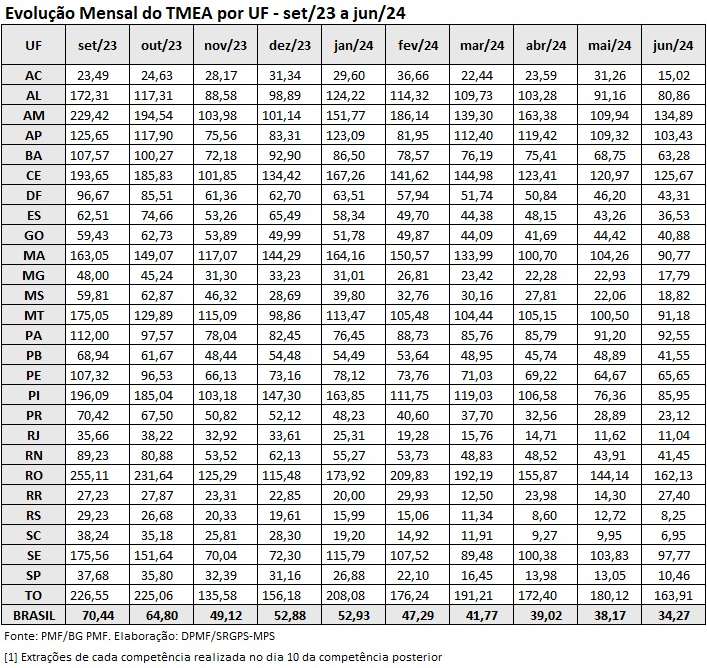 Evolução Mensal do TMEA por UF - set/23 a jun/24
UF set/23 out/23 nov/23 dez/23 jan/24 fev/24 mar/24 abr/24 mai/24 jun/24
AC 23,49 24,63 28,17 31,34 29,60 36,66 22,44 23,59 31,26 15,02
AL 172,31 117,31 88,58 98,89 124,22 114,32 109,73 103,28 91,16 80,86
AM 229,42 194,54 103,98 101,14 151,77 186,14 139,30 163,38 109,94 134,89
AP 125,65 117,90 75,56 83,31 123,09 81,95 112,40 119,42 109,32 103,43
BA 107,57 100,27 72,18 92,90 86,50 78,57 76,19 75,41 68,75 63,28
CE 193,65 185,83 101,85 134,42 167,26 141,62 144,98 123,41 120,97 125,67
DF 96,67 85,51 61,36 62,70 63,51 57,94 51,74 50,84 46,20 43,31
ES 62,51 74,66 53,26 65,49 58,34 49,70 44,38 48,15 43,26 36,53
GO 59,43 62,73 53,89 49,99 51,78 49,87 44,09 41,69 44,42 40,88
MA 163,05 149,07 117,07 144,29 164,16 150,57 133,99 100,70 104,26 90,77
MG 48,00 45,24 31,30 33,23 31,01 26,81 23,42 22,28 22,93 17,79
MS 59,81 62,87 46,32 28,69 39,80 32,76 30,16 27,81 22,06 18,82
MT 175,05 129,89 115,09 98,86 113,47 105,48 104,44 105,15 100,50 91,18
PA 112,00 97,57 78,04 82,45 76,45 88,73 85,76 85,79 91,20 92,55
PB 68,94 61,67 48,44 54,48 54,49 53,64 48,95 45,74 48,89 41,55
PE 107,32 96,53 66,13 73,16 78,12 73,76 71,03 69,22 64,67 65,65
PI 196,09 185,04 103,18 147,30 163,85 111,75 119,03 106,58 76,36 85,95
PR 70,42 67,50 50,82 52,12 48,23 40,60 37,70 32,56 28,89 23,12
RJ 35,66 38,22 32,92 33,61 25,31 19,28 15,76 14,71 11,62 11,04
RN 89,23 80,88 53,52 62,13 55,27 53,73 48,83 48,52 43,91 41,45
RO 255,11 231,64 125,29 115,48 173,92 209,83 192,19 155,87 144,14 162,13
RR 27,23 27,87 23,31 22,85 20,00 29,93 12,50 23,98 14,30 27,40
RS 29,23 26,68 20,33 19,61 15,99 15,06 11,34 8,60 12,72 8,25
SC 38,24 35,18 25,81 28,30 19,20 14,92 11,91 9,27 9,95 6,95
SE 175,56 151,64 70,04 72,30 115,79 107,52 89,48 100,38 103,83 97,77
SP 37,68 35,80 32,39 31,16 26,88 22,10 16,45 13,98 13,05 10,46
TO 226,55 225,06 135,58 156,18 208,08 176,24 191,21 172,40 180,12 163,91
BRASIL 70,44 64,80 49,12 52,88 52,93 47,29 41,77 39,02 38,17 34,27
Fonte: PMF/BG PMF. Elaboração: DPMF/SRGPS-MPS
[1] Extrações de cada competência realizada no dia 10 da competência posterior